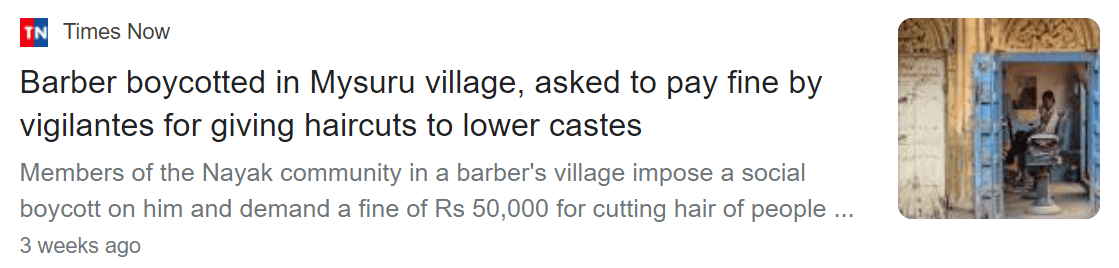 TN Times Now
Barber boycotted in Mysuru village, asked to pay fine by
vigilantes for giving haircuts to lower castes
Members of the Nayak community in a barber's village impose a social
boycott on him and demand a fine of Rs 50,000 for cutting hair of people ...
3 weeks ago